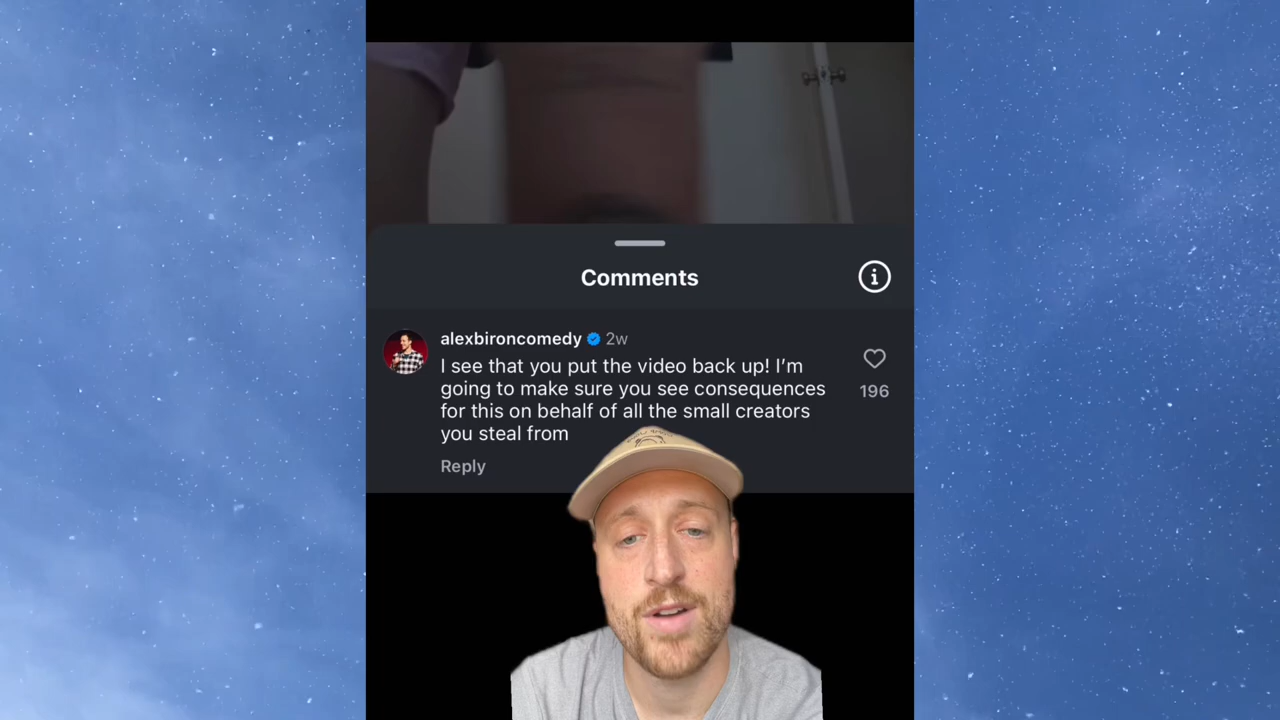 Comments
alexbironcomedy 2w
I see that you put the video back up! I’m
going to make sure you see consequences
for this on behalf of all the small creators
you steal from
196
Reply